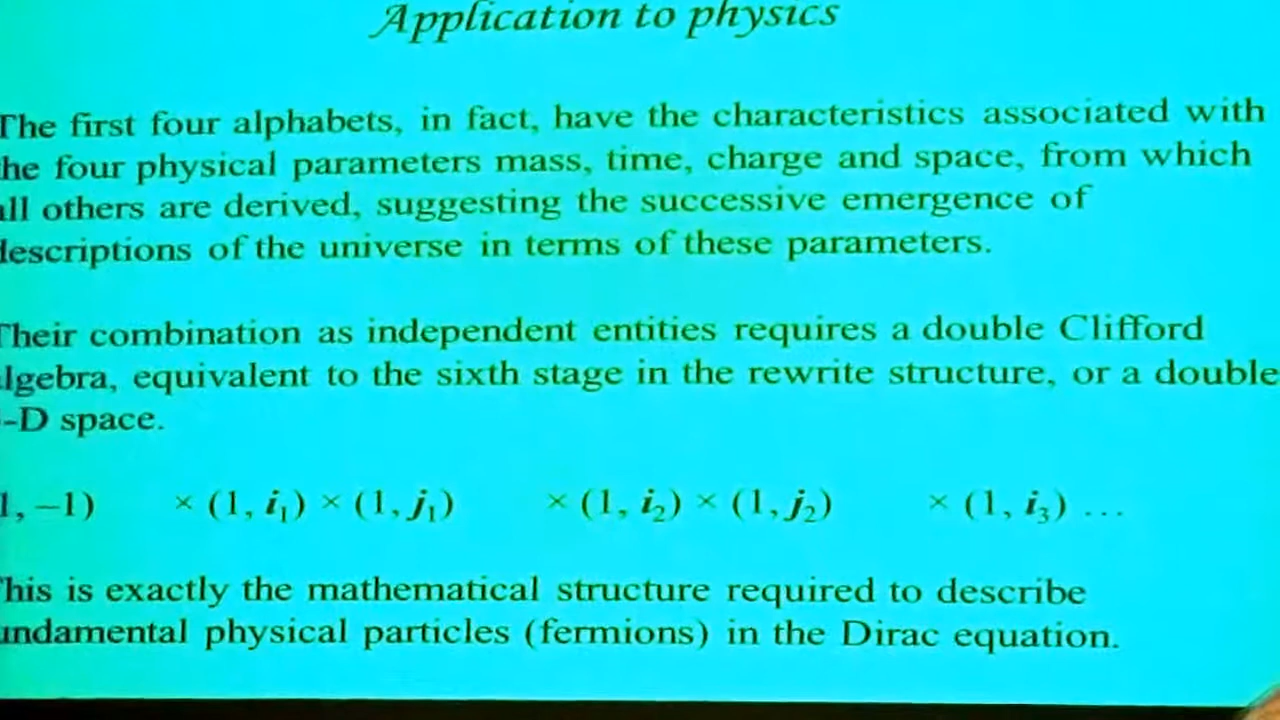 Application to physics
The first four alphabets, in fact, have the characteristics associated with
he four physical parameters mass, time, charge and space, from which
ll others are derived, suggesting the successive emergence of
descriptions of the universe in terms of these parameters.
Their combination as independent entities requires a double Clifford
lgebra, equivalent to the sixth stage in the rewrite structure, or a double
-D space.
1, −1) × (1, i₁) × (1, j₁) × (1, i₂) × (1, j₂) × (1, i₃) ...
This is exactly the mathematical structure required to describe
undamental physical particles (fermions) in the Dirac equation.